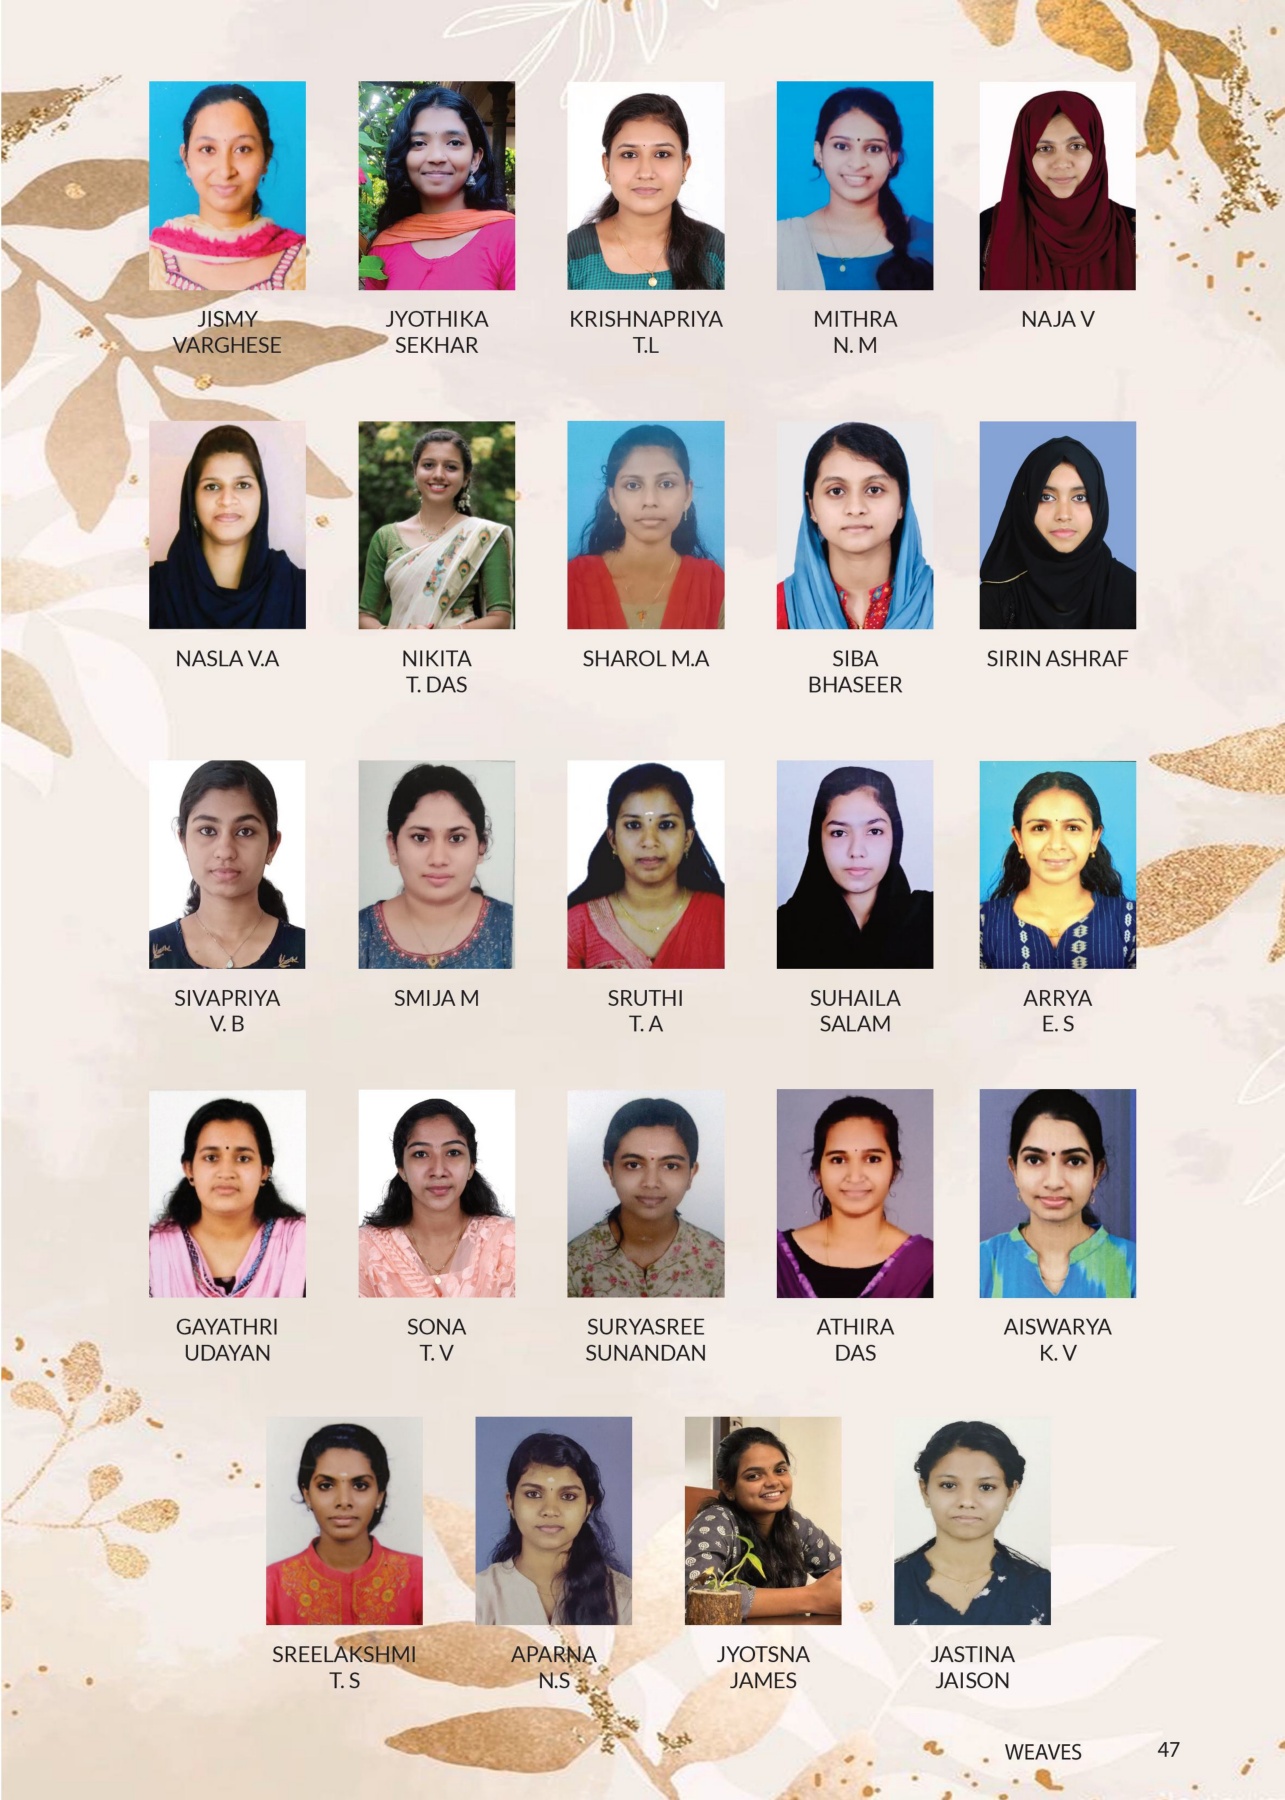 JISMY
VARGHESE
JYOTHIKA
SEKHAR
KRISHNAPRIYA
T.L
MITHRA
N. M
NAJA V
NASLA V.A
NIKITA
T. DAS
SHAROL M.A
SIBA
BHASEER
SIRIN ASHRAF
SIVAPRIYA
V. B
SMIJA M
SRUTHI
T. A
SUHAILA
SALAM
ARRYA
E. S
GAYATHRI
UDAYAN
SONA
T. V
SURYASREE
SUNANDAN
ATHIRA
DAS
AISWARYA
K. V
SREELAKSHMI
T. S
APARNA
N.S
JYOTSNA
JAMES
JASTINA
JAISON
WEAVES 47